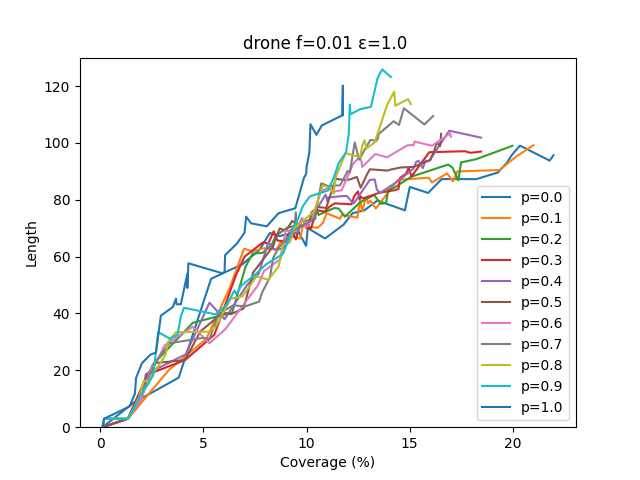 drone f=0.01 ε=1.0
Length
120
100
80
60
40
20
0
0 5 10 15 20
Coverage (%)
p=0.0
p=0.1
p=0.2
p=0.3
p=0.4
p=0.5
p=0.6
p=0.7
p=0.8
p=0.9
p=1.0